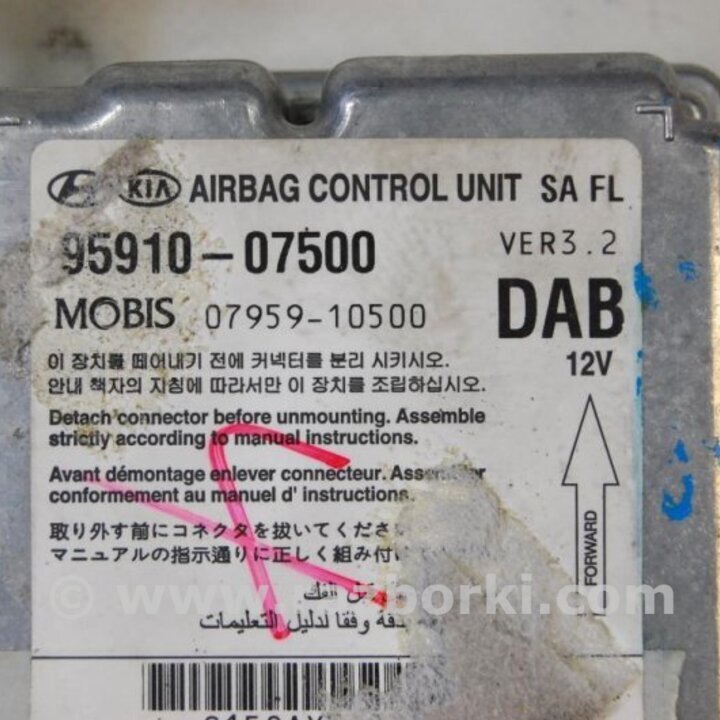 KIA AIRBAG CONTROL UNIT SA FL
95910-07500 VER3.2
MOBIS 07959-10500 DAB
12V
이 장치를 떼어내기 전에 커넥터를 분리 시키시오.
안내 책자의 지침에 따라서만 이 장치를 조립하십시오.
Detach connector before unmounting. Assemble
strictly according to manual instructions.
Avant démontage enlever connecteur.
conformement au manuel d' instructions.
取り外す前にコネクタを抜いてくださ
マニュアルの指示通りに正しく組み付け
FORWARD
قبل الفك
وفقا لدليل التعليمات